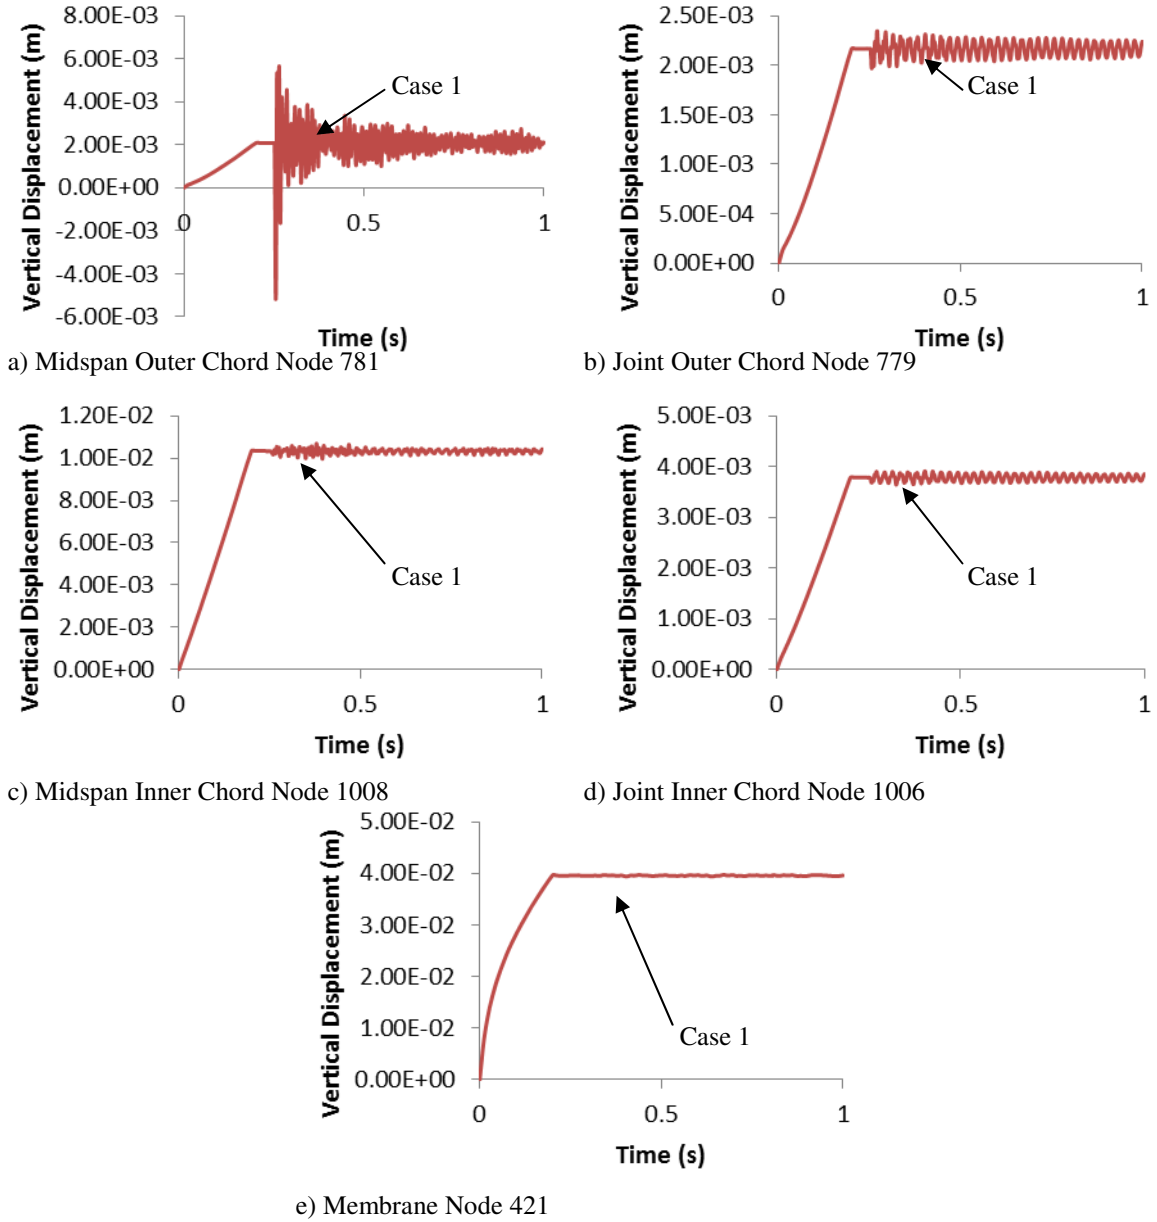 8.00E-03
6.00E-03
4.00E-03
2.00E-03
0.00E+00
-2.00E-03
-4.00E-03
-6.00E-03
Vertical Displacement (m)
0
0.5
1
Time (s)
Case 1
a) Midspan Outer Chord Node 781
2.50E-03
2.00E-03
1.50E-03
1.00E-03
5.00E-04
0.00E+00
Vertical Displacement (m)
0
0.5
1
Time (s)
Case 1
b) Joint Outer Chord Node 779
1.20E-02
1.00E-02
8.00E-03
6.00E-03
4.00E-03
2.00E-03
0.00E+00
Vertical Displacement (m)
0
0.5
1
Time (s)
Case 1
c) Midspan Inner Chord Node 1008
5.00E-03
4.00E-03
3.00E-03
2.00E-03
1.00E-03
0.00E+00
Vertical Displacement (m)
0
0.5
1
Time (s)
Case 1
d) Joint Inner Chord Node 1006
5.00E-02
4.00E-02
3.00E-02
2.00E-02
1.00E-02
0.00E+00
Vertical Displacement (m)
0
0.5
1
Time (s)
Case 1
e) Membrane Node 421